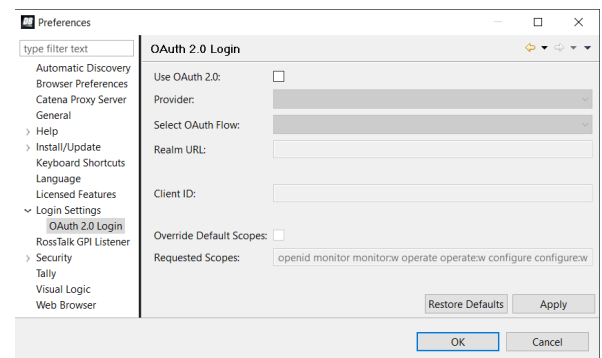 DB Preferences
type filter text
OAuth 2.0 Login
Automatic Discovery
Browser Preferences
Catena Proxy Server
General
Help
Install/Update
Keyboard Shortcuts
Language
Licensed Features
Login Settings
OAuth 2.0 Login
RossTalk GPI Listener
Security
Tally
Visual Logic
Web Browser
Use OAuth 2.0:
Provider:
Select OAuth Flow:
Realm URL:
Client ID:
Override Default Scopes:
Requested Scopes: openid monitor monitor:w operate operate:w configure configure:w
Restore Defaults Apply
OK Cancel